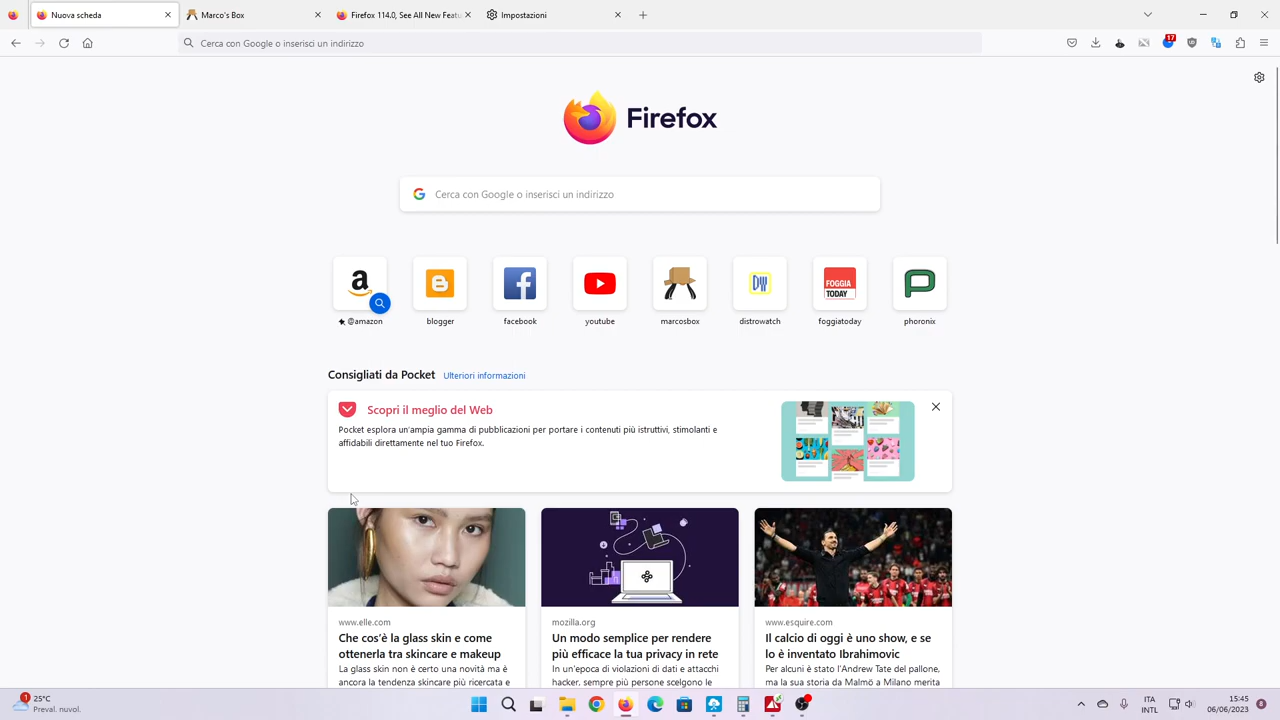 Nuova scheda
Marco's Box
Firefox 114.0, See All New Featu
Impostazioni
Cerca con Google o inserisci un indirizzo
17
Firefox
Cerca con Google o inserisci un indirizzo
@amazon
blogger
facebook
youtube
marcosbox
distrowatch
foggiatoday
phoronix
DW
FOGGIA
TODAY
Consigliati da Pocket Ulteriori informazioni
Scopri il meglio del Web
Pocket esplora un'ampia gamma di pubblicazioni per portare i contenuti più istruttivi, stimolanti e
affidabili direttamente nel tuo Firefox.
www.elle.com
Che cos'è la glass skin e come
ottenerla tra skincare e makeup
La glass skin non è certo una novità ma è
ancora la tendenza skincare più ricercata e
mozilla.org
Un modo semplice per rendere
più efficace la tua privacy in rete
In un'epoca di violazioni di dati e attacchi
hacker, sempre più persone scelgono le
www.esquire.com
Il calcio di oggi è uno show, e se
lo è inventato Ibrahimovic
Per alcuni è stato l'Andrew Tate del pallone,
ma la sua storia da Malmö a Milano merita
1
25°C
Preval. nuvol.
ITA
INTL
15:45
06/06/2023